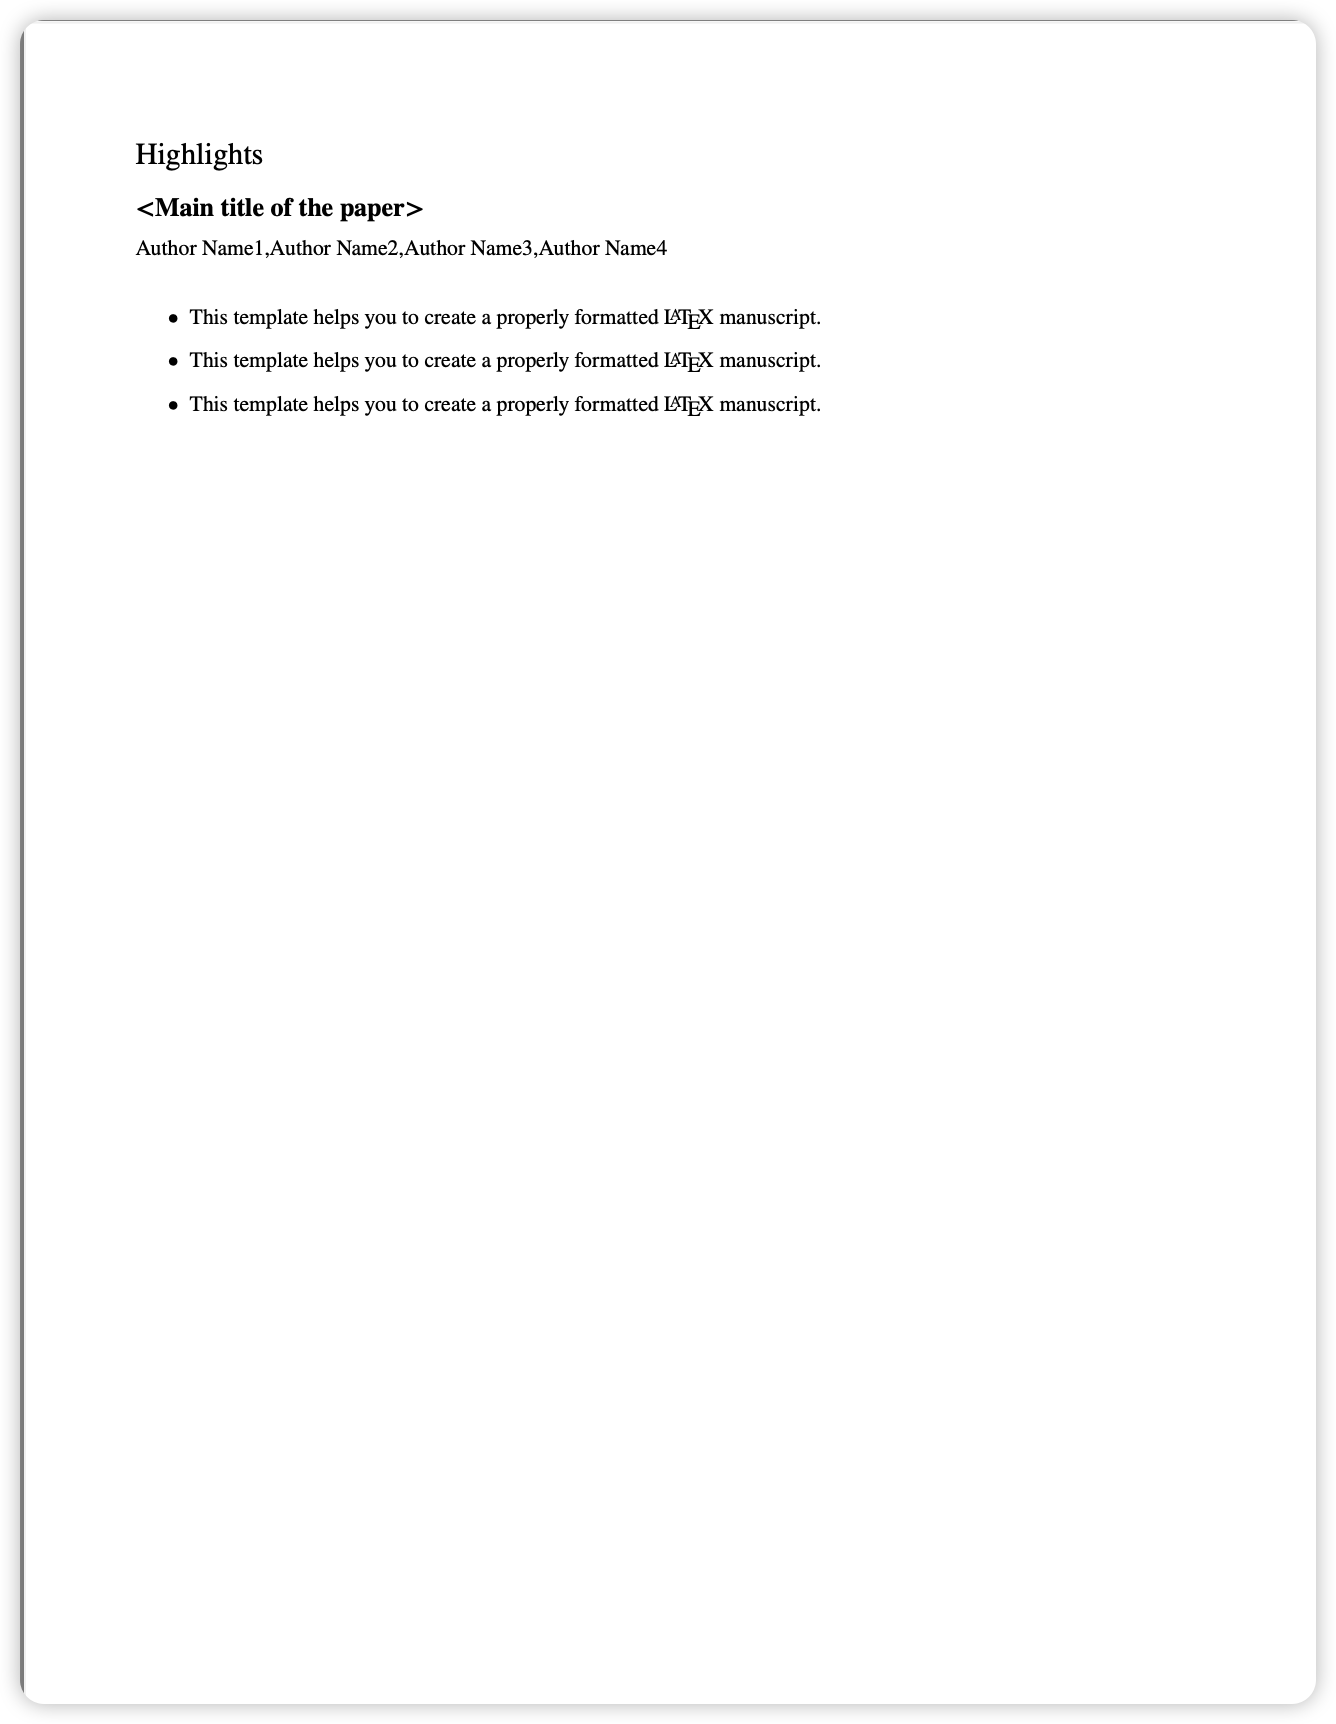 Highlights
<Main title of the paper>
Author Name1,Author Name2,Author Name3,Author Name4
• This template helps you to create a properly formatted LATEX manuscript.
• This template helps you to create a properly formatted LATEX manuscript.
• This template helps you to create a properly formatted LATEX manuscript.